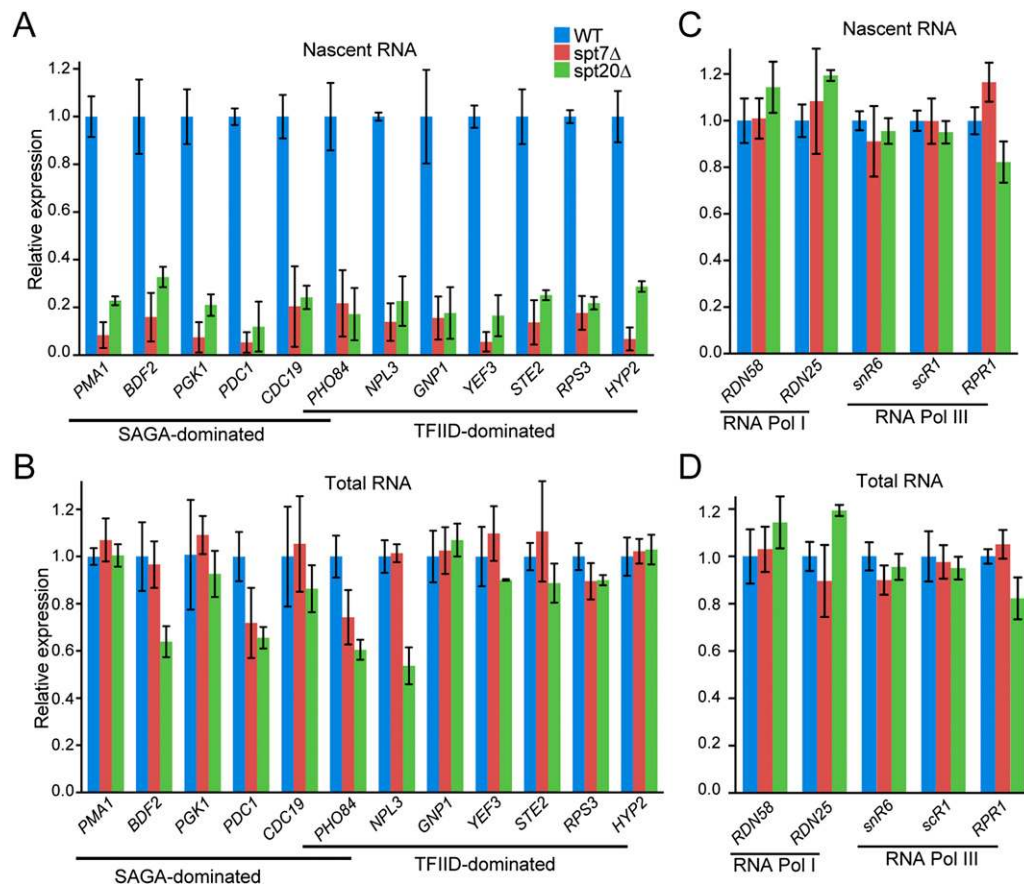 A
Nascent RNA
WT
spt7Δ
spt20Δ
Relative expression
1.2
1.0
0.8
0.6
0.4
0.2
0.0
PMA1
BDF2
PGK1
PDC1
CDC19
PHO84
NPL3
GNP1
YEF3
STE2
RPS3
HYP2
SAGA-dominated
TFIID-dominated
C
Nascent RNA
1.2
1.0
0.8
0.6
0.4
0.2
0.0
RDN58
RDN25
snR6
scR1
RPR1
RNA Pol I
RNA Pol III
B
Total RNA
Relative expression
1.2
1.0
0.8
0.6
0.4
0.2
0.0
PMA1
BDF2
PGK1
PDC1
CDC19
PHO84
NPL3
GNP1
YEF3
STE2
RPS3
HYP2
SAGA-dominated
TFIID-dominated
D
Total RNA
1.2
1.0
0.8
0.6
0.4
0.2
0.0
RDN58
RDN25
snR6
scR1
RPR1
RNA Pol I
RNA Pol III